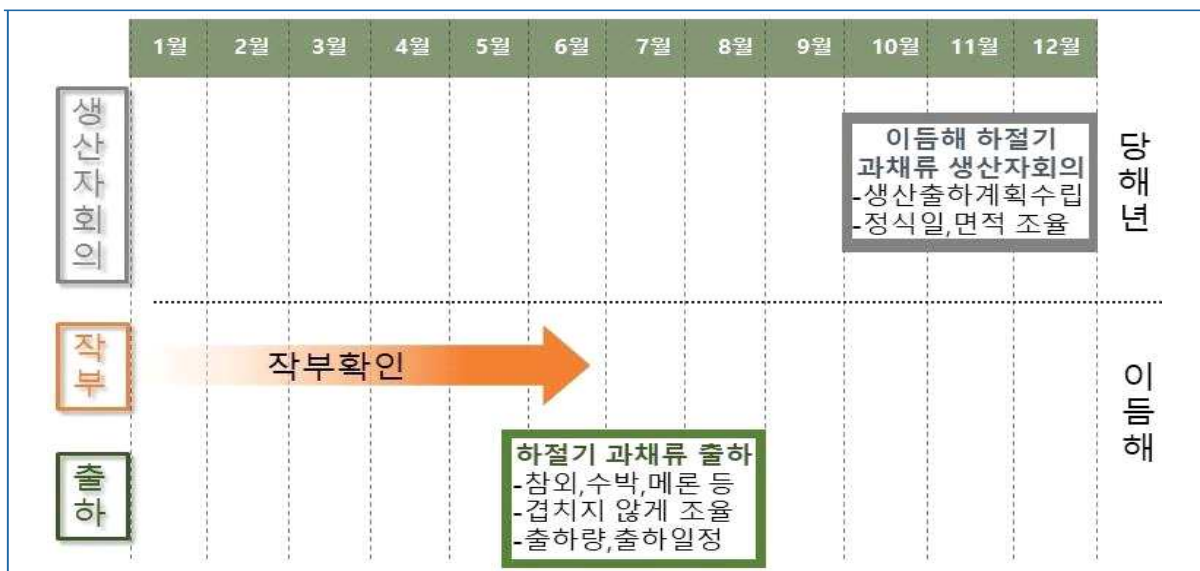 1월 2월 3월 4월 5월 6월 7월 8월 9월 10월 11월 12월
생산자회의
이듬해 하절기
과채류 생산자회의
-생산출하계획수립
-정식일,면적 조율
당해년
작부
작부확인
이듬해
출하
하절기 과채류 출하
-참외,수박,메론 등
-겹치지 않게 조율
-출하량,출하일정